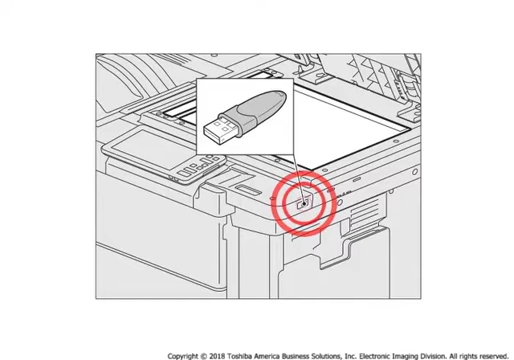 Copyright © 2018 Toshiba America Business Solutions, Inc. Electronic Imaging Division. All rights reserved.